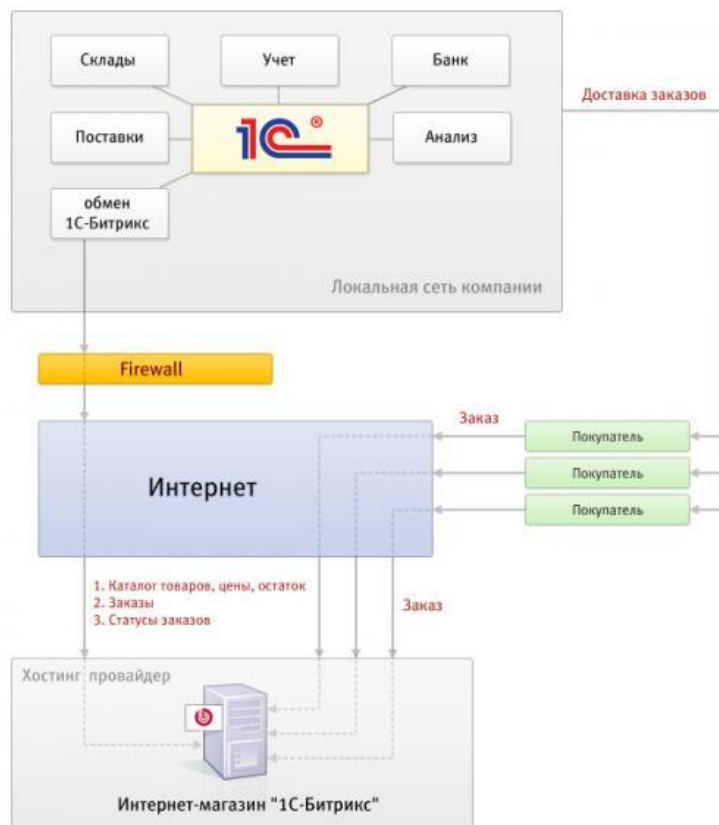 Склады
Учет
Банк
Доставка заказов
Поставки
1С®
Анализ
обмен
1С-Битрикс
Локальная сеть компании
Firewall
Заказ
Покупатель
Интернет
Покупатель
Покупатель
1. Каталог товаров, цены, остаток
2. Заказы
3. Статусы заказов
Заказ
Хостинг провайдер
Интернет-магазин "1С-Битрикс"